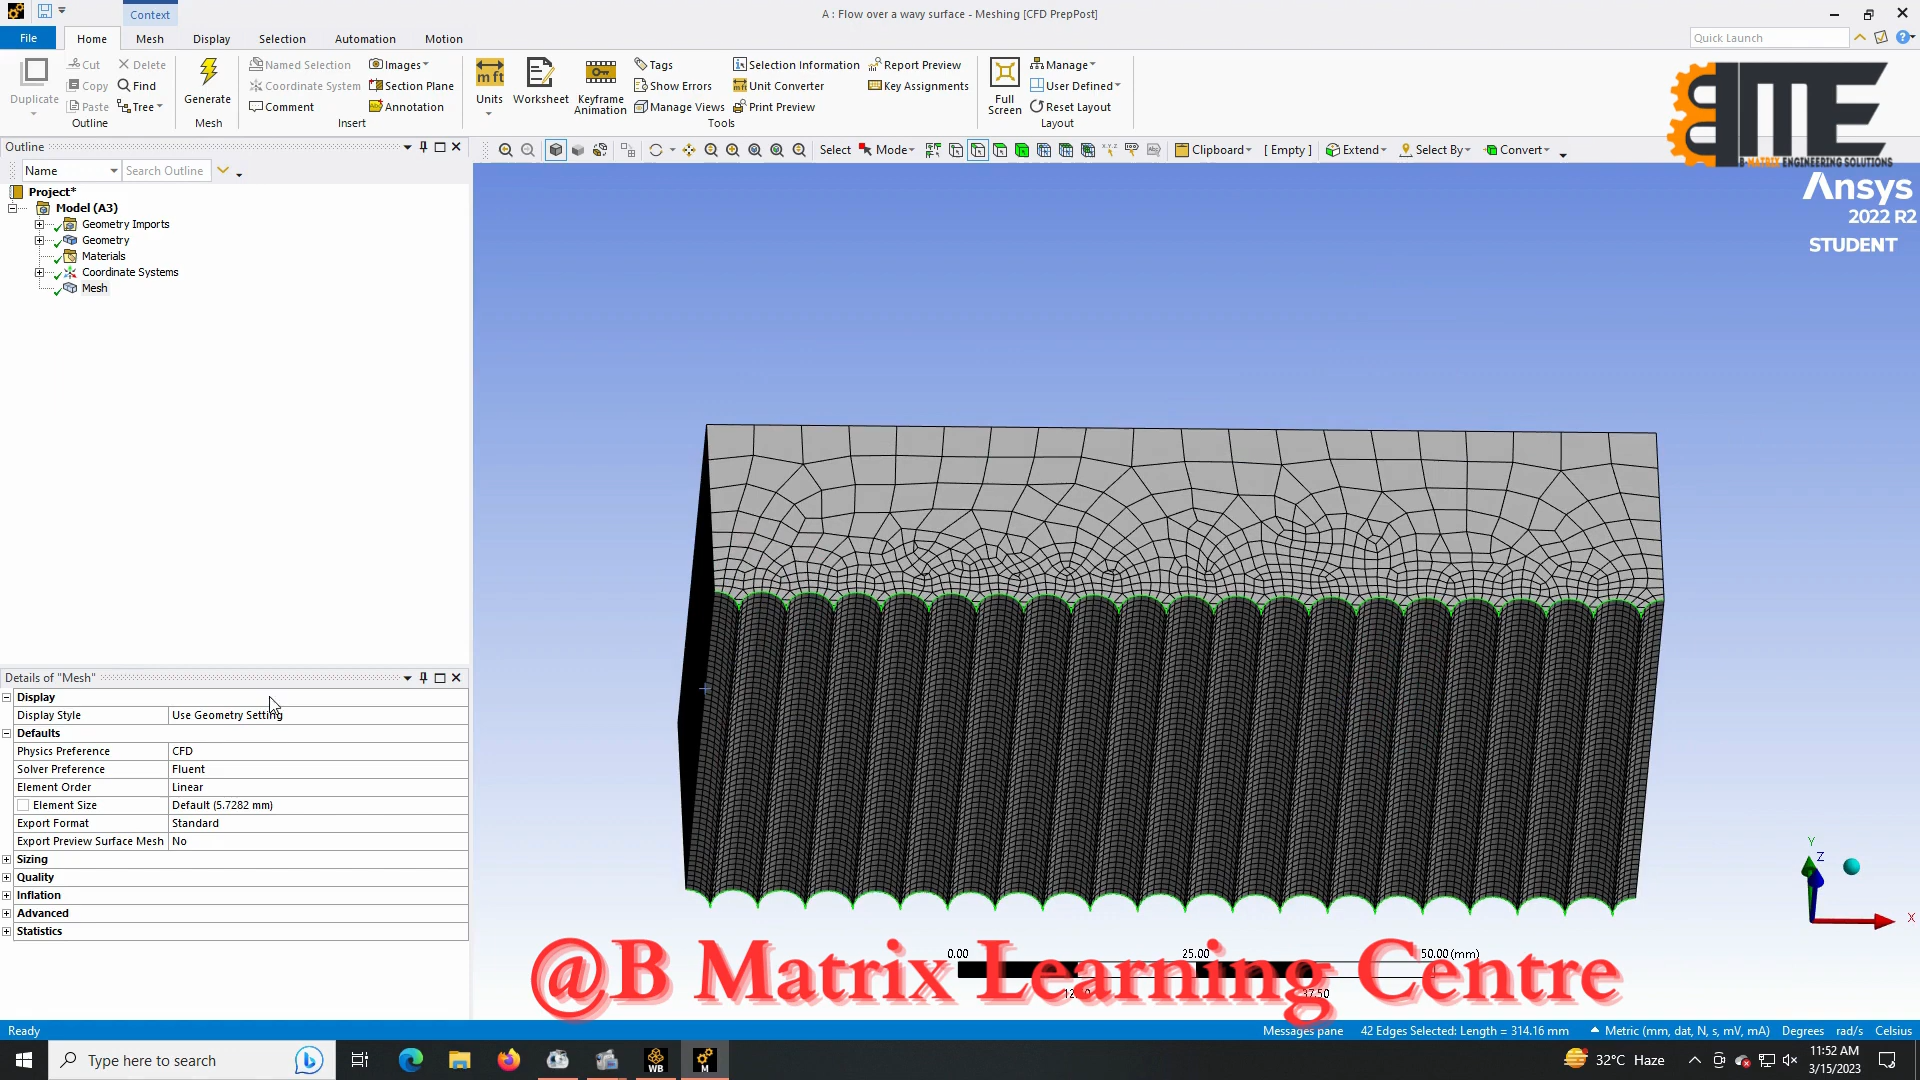 Context
A : Flow over a wavy surface - Meshing [CFD PrepPost]
File Home Mesh Display Selection Automation Motion
Quick Launch
Duplicate
Cut
Copy
Paste
Delete
Find
Tree
Outline
Generate
Mesh
Named Selection
Coordinate System
Comment
Images
Section Plane
Annotation
Insert
mm ft
Units
Worksheet
Keyframe
Animation
Tags
Show Errors
Manage Views
Selection Information
Unit Converter
Print Preview
Report Preview
Key Assignments
Tools
Full
Screen
Manage
User Defined
Reset Layout
Layout
BME
B-MATRIX ENGINEERING SOLUTIONS
Outline
Select Mode Clipboard [ Empty ] Extend Select By Convert
Name Search Outline
Project*
Model (A3)
Geometry Imports
Geometry
Materials
Coordinate Systems
Mesh
Ansys
2022 R2
STUDENT
Details of "Mesh"
Display
Display Style Use Geometry Setting
Defaults
Physics Preference CFD
Solver Preference Fluent
Element Order Linear
Element Size Default (5.7282 mm)
Export Format Standard
Export Preview Surface Mesh No
Sizing
Quality
Inflation
Advanced
Statistics
Y
Z
X
0.00 25.00 50.00 (mm)
37.50
@B Matrix Learning Centre
Ready Messages pane 42 Edges Selected: Length = 314.16 mm Metric (mm, dat, N, s, mV, mA) Degrees rad/s Celsius
Type here to search
WB
M
32°C Haze
11:52 AM
3/15/2023